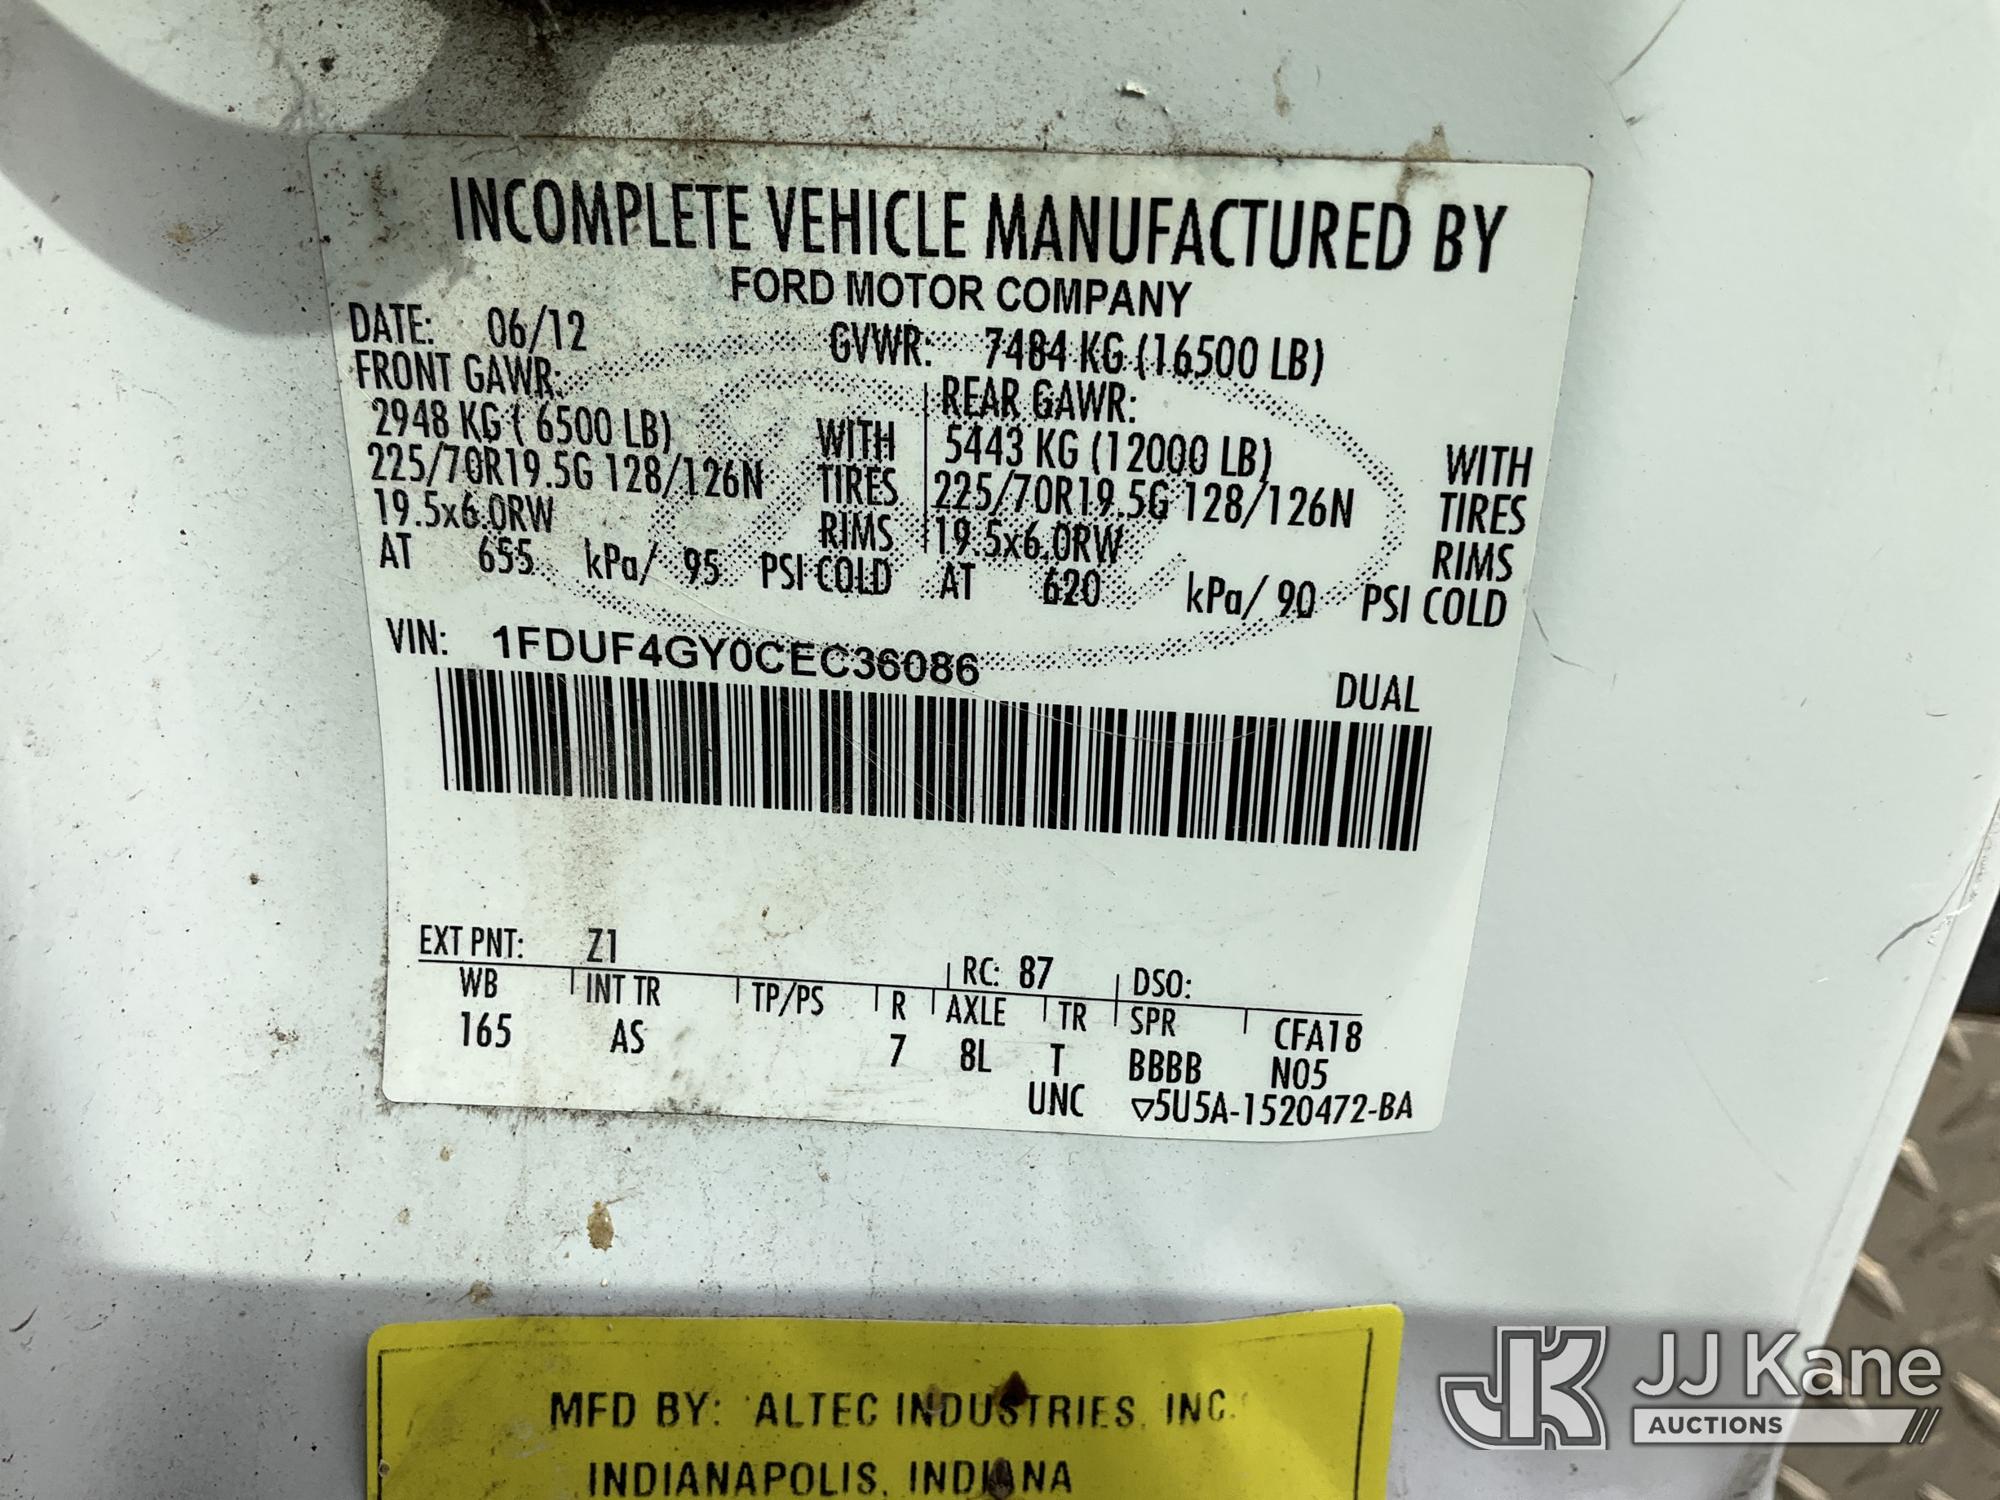 INCOMPLETE VEHICLE MANUFACTURED BY
FORD MOTOR COMPANY
DATE: 06/12 GVWR: 7484 KG (16500 LB)
FRONT GAWR: REAR GAWR:
2948 KG ( 6500 LB) WITH 5443 KG (12000 LB) WITH
225/70R19.5G 128/126N TIRES 225/70R19.5G 128/126N TIRES
19.5x6.0RW RIMS 19.5x6.0RW RIMS
AT 655 kPa/ 95 PSI COLD AT 620 kPa/ 90 PSI COLD
VIN: 1FDUF4GY0CEC36086
DUAL
EXT PNT: Z1 RC: 87 DSO:
WB INT TR TP/PS R AXLE TR SPR CFA18
165 AS 7 8L T BBBB N05
UNC ▽5U5A-1520472-BA
MFD BY: ALTEC INDUSTRIES, INC.
INDIANAPOLIS, INDIANA
JK JJ Kane
AUCTIONS